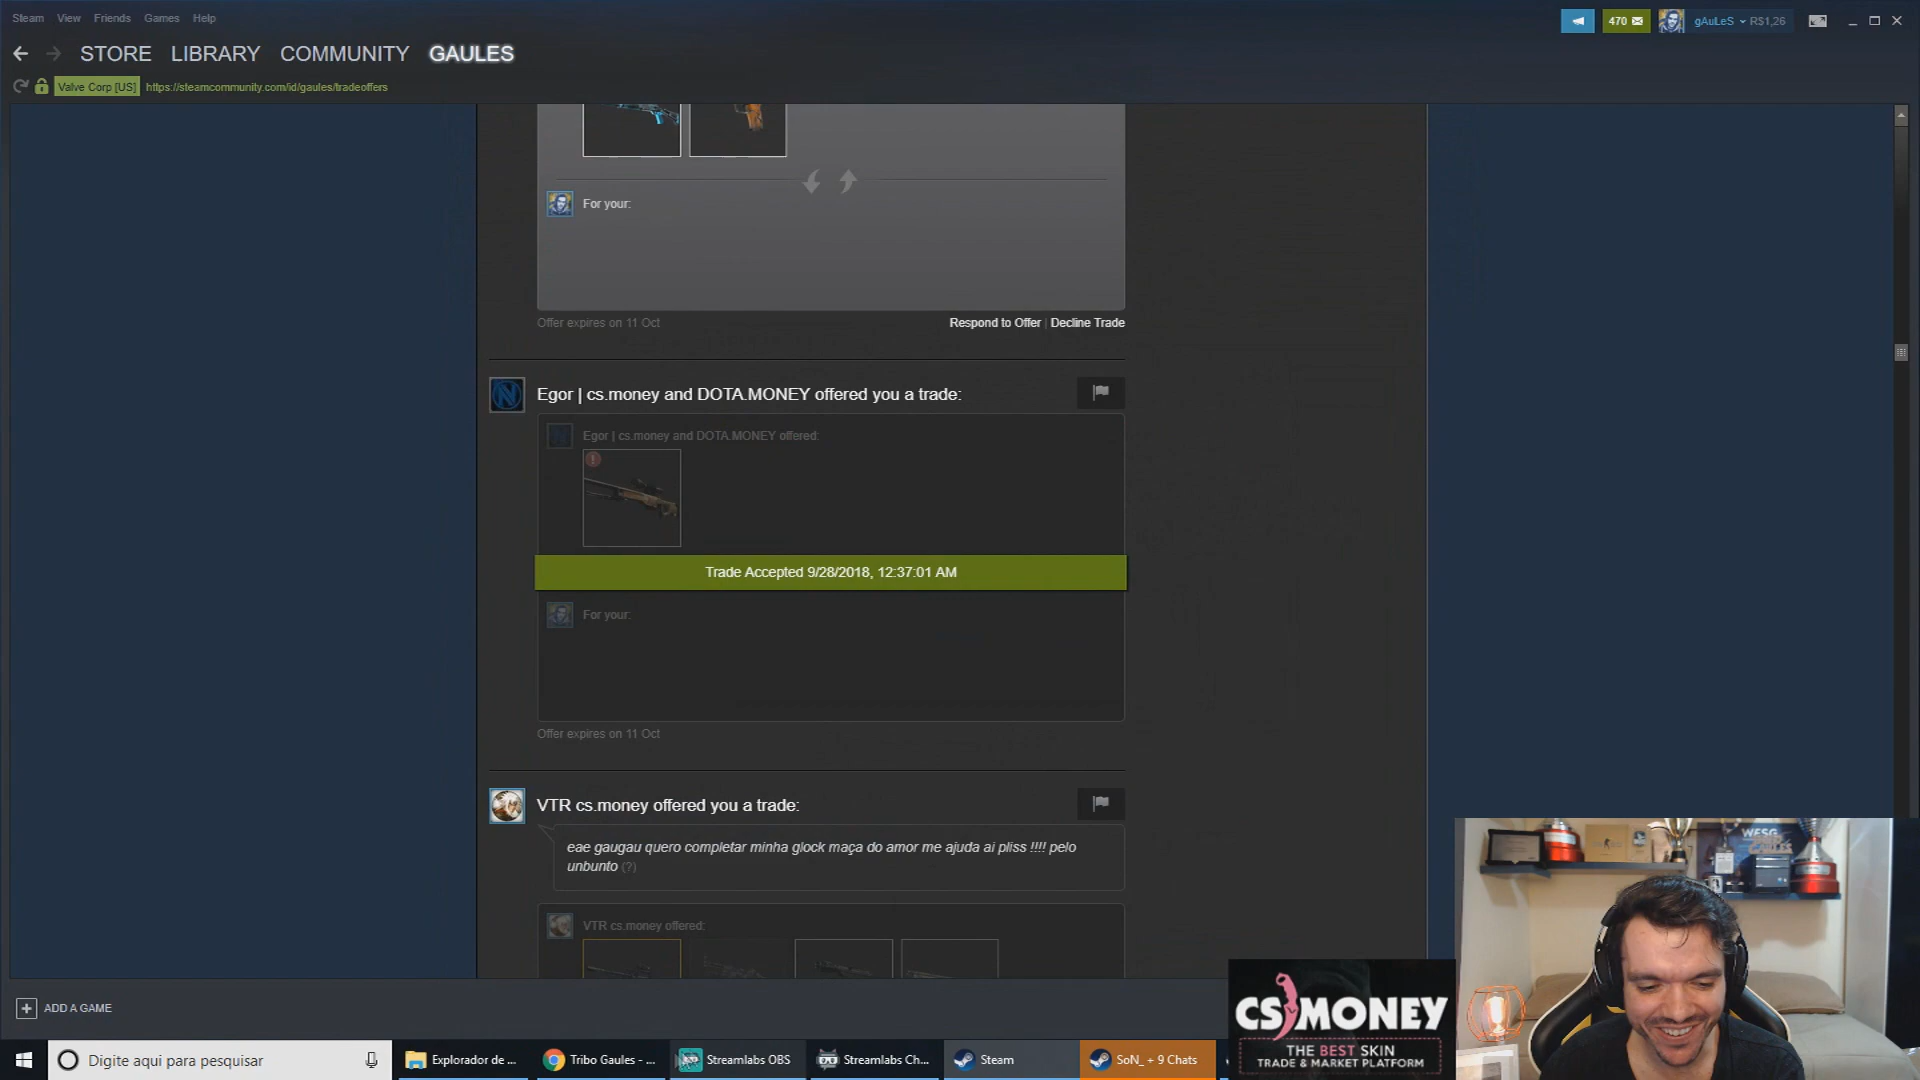 Steam View Friends Games Help
470
gAuLeS
R$1,26
STORE LIBRARY COMMUNITY GAULES
Valve Corp [US] https://steamcommunity.com/id/gaules/tradeoffers
For your:
Offer expires on 11 Oct
Respond to Offer | Decline Trade
Egor | cs.money and DOTA.MONEY offered you a trade:
Egor | cs.money and DOTA.MONEY offered:
Trade Accepted 9/28/2018, 12:37:01 AM
For your:
Offer expires on 11 Oct
VTR cs.money offered you a trade:
eae gaugau quero completar minha glock maça do amor me ajuda ai pliss !!!! pelo
unbunto (?)
VTR cs.money offered:
WESG
ADD A GAME
CS MONEY
THE BEST SKIN
TRADE & MARKET PLATFORM
Digite aqui para pesquisar
Explorador de ...
Tribo Gaules - ...
Streamlabs OBS
Streamlabs Ch...
Steam
SoN_ + 9 Chats